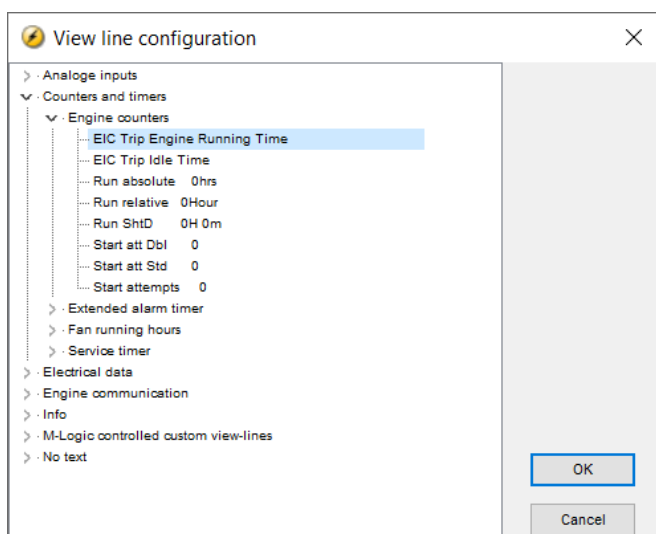 View line configuration
Analoge inputs
Counters and timers
Engine counters
EIC Trip Engine Running Time
EIC Trip Idle Time
Run absolute 0hrs
Run relative 0Hour
Run ShtD 0H 0m
Start att Dbl 0
Start att Std 0
Start attempts 0
Extended alarm timer
Fan running hours
Service timer
Electrical data
Engine communication
Info
M-Logic controlled custom view-lines
No text
OK
Cancel